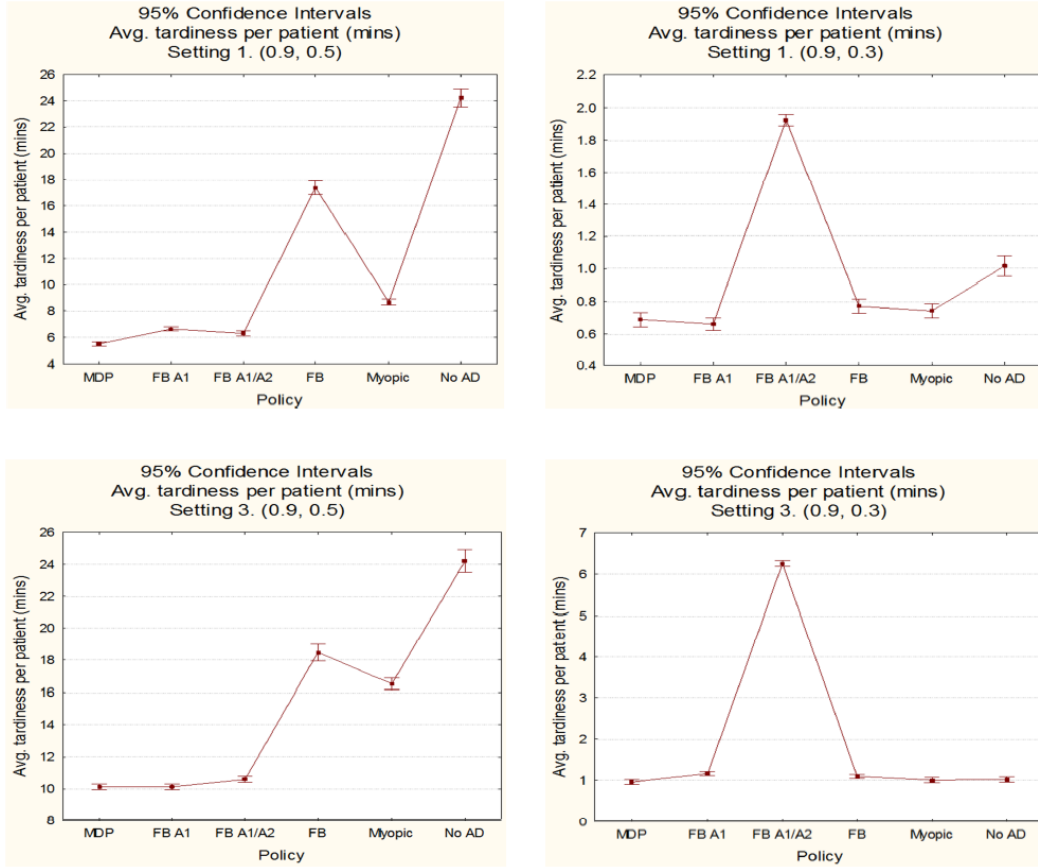 95% Confidence Intervals
Avg. tardiness per patient (mins)
Setting 1. (0.9, 0.5)
Avg. tardiness per patient (mins)
26
24
22
20
18
16
14
12
10
8
6
4
MDP FB A1 FB A1/A2 FB Myopic No AD
Policy
95% Confidence Intervals
Avg. tardiness per patient (mins)
Setting 1. (0.9, 0.3)
Avg. tardiness per patient (mins)
2.2
2.0
1.8
1.6
1.4
1.2
1.0
0.8
0.6
0.4
MDP FB A1 FB A1/A2 FB Myopic No AD
Policy
95% Confidence Intervals
Avg. tardiness per patient (mins)
Setting 3. (0.9, 0.5)
Avg. tardiness per patient (mins)
26
24
22
20
18
16
14
12
10
8
MDP FB A1 FB A1/A2 FB Myopic No AD
Policy
95% Confidence Intervals
Avg. tardiness per patient (mins)
Setting 3. (0.9, 0.3)
Avg. tardiness per patient (mins)
7
6
5
4
3
2
1
0
MDP FB A1 FB A1/A2 FB Myopic No AD
Policy